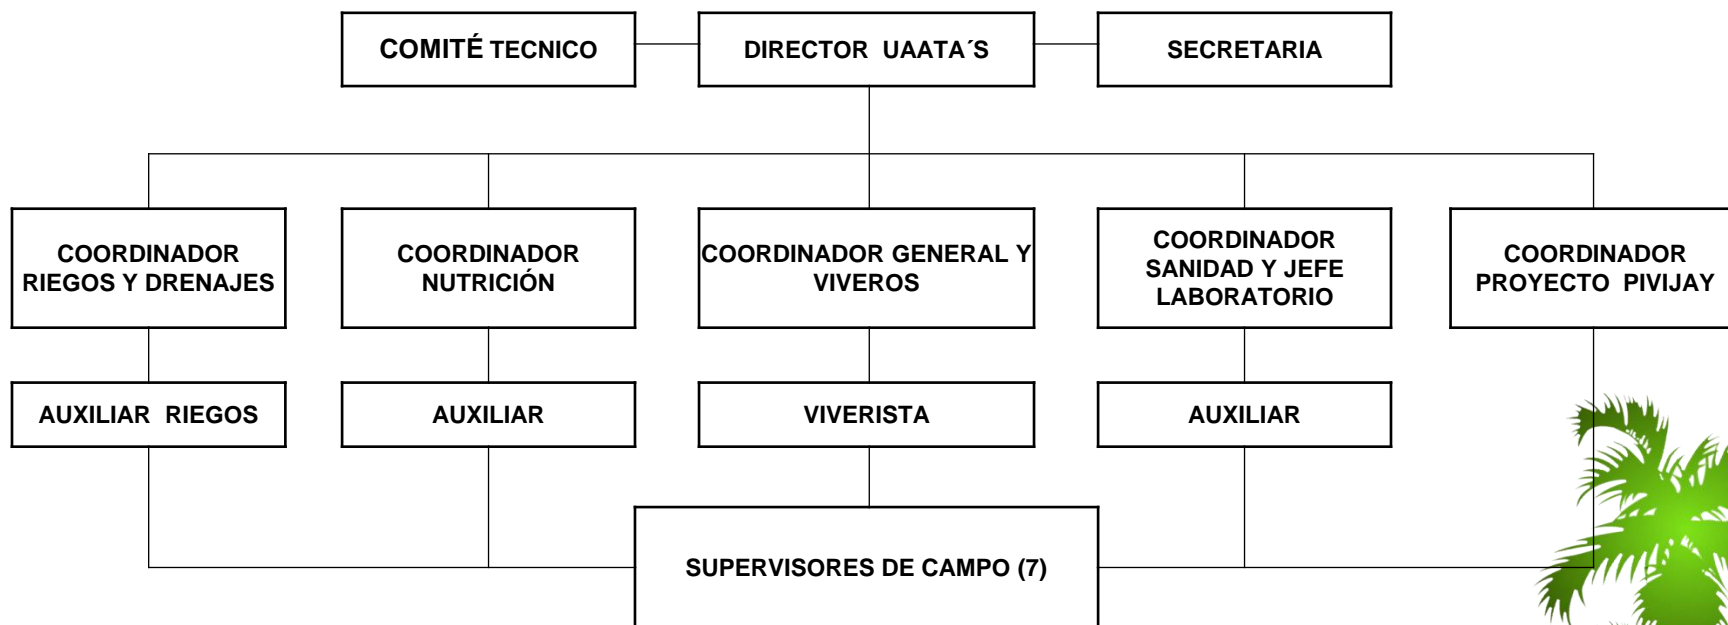 COMITÉ TECNICO
DIRECTOR UAATA´S
SECRETARIA
COORDINADOR
RIEGOS Y DRENAJES
COORDINADOR
NUTRICIÓN
COORDINADOR GENERAL Y
VIVEROS
COORDINADOR
SANIDAD Y JEFE
LABORATORIO
COORDINADOR
PROYECTO PIVIJAY
AUXILIAR RIEGOS
AUXILIAR
VIVERISTA
AUXILIAR
SUPERVISORES DE CAMPO (7)